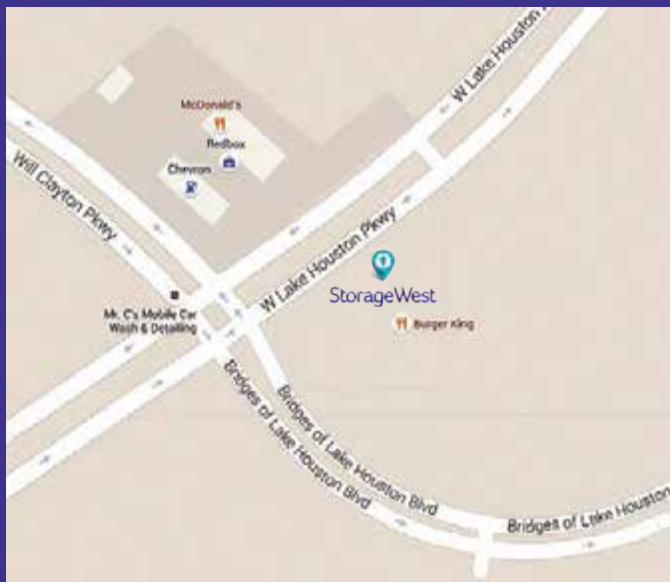 W Lake Houston Pkwy
McDonald's
Redbox
Chevron
Will Clayton Pkwy
W Lake Houston Pkwy
StorageWest
Mr. C's Mobile Car
Wash & Detailing
Burger King
Bridges of Lake Houston Blvd
Bridges of Lake Houston Blvd
Bridges of Lake Houston